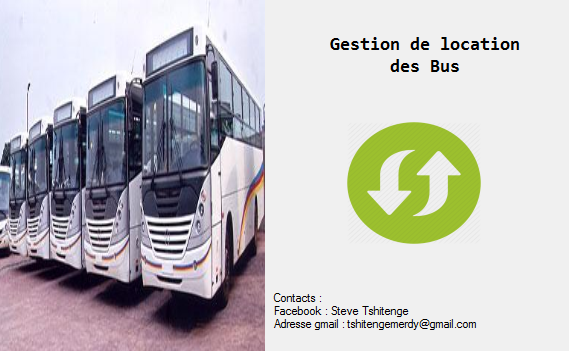 Gestion de location
des Bus
Contacts :
Facebook : Steve Tshitenge
Adresse gmail : tshitengemerdy@gmail.com